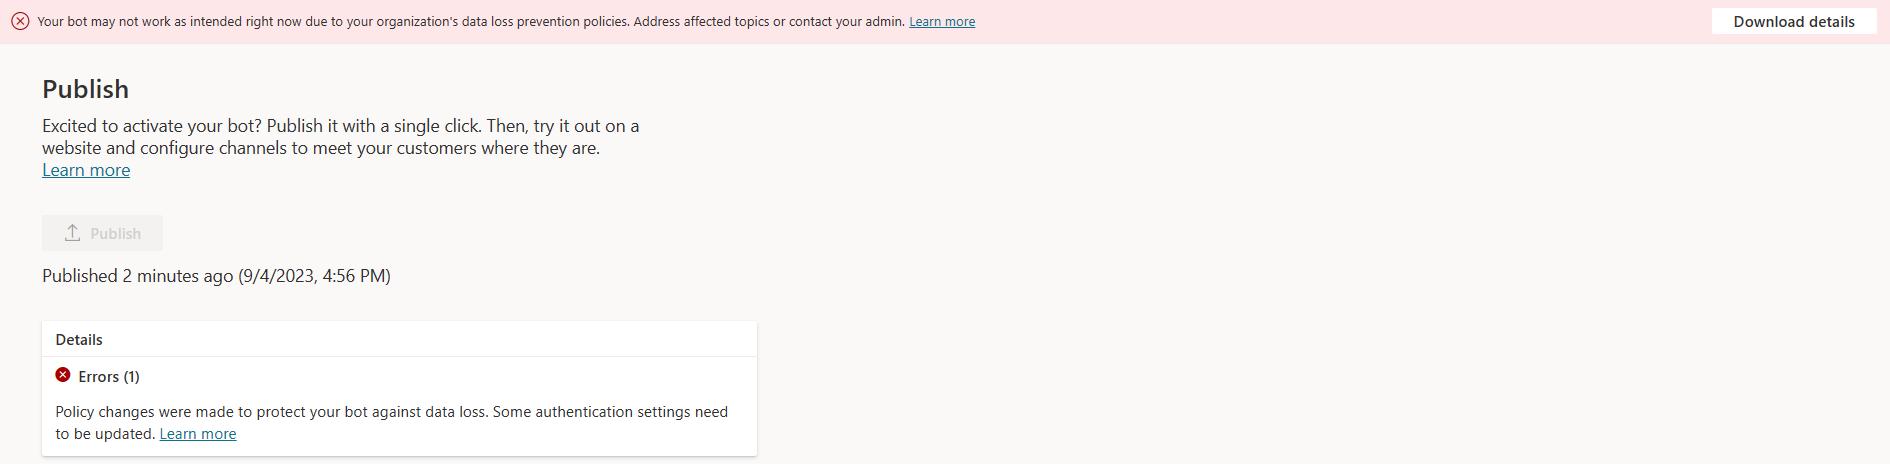 Your bot may not work as intended right now due to your organization's data loss prevention policies. Address affected topics or contact your admin. Learn more
Download details
Publish
Excited to activate your bot? Publish it with a single click. Then, try it out on a
website and configure channels to meet your customers where they are.
Learn more
Publish
Published 2 minutes ago (9/4/2023, 4:56 PM)
Details
Errors (1)
Policy changes were made to protect your bot against data loss. Some authentication settings need
to be updated. Learn more